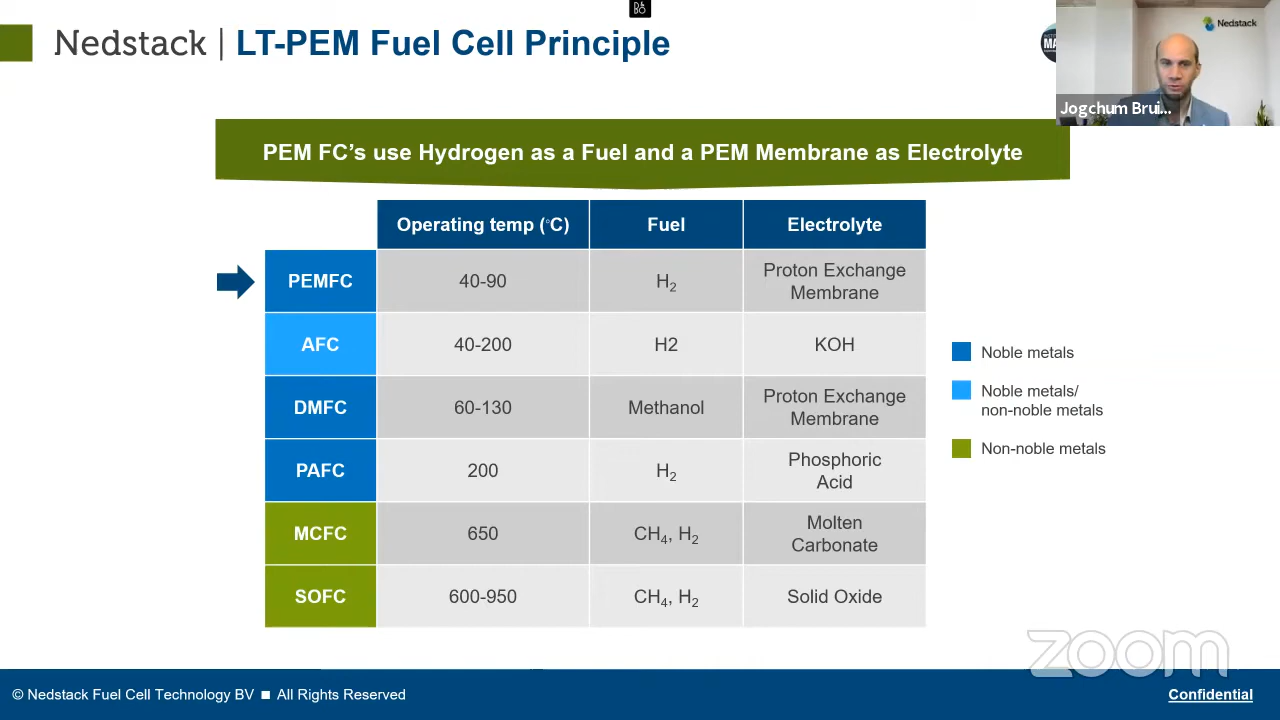 Nedstack | LT-PEM Fuel Cell Principle
Nedstack
Jogchum Brui...
PEM FC's use Hydrogen as a Fuel and a PEM Membrane as Electrolyte
Operating temp (°C) Fuel Electrolyte
PEMFC 40-90 H₂ Proton Exchange
Membrane
AFC 40-200 H2 KOH
DMFC 60-130 Methanol Proton Exchange
Membrane
PAFC 200 H₂ Phosphoric
Acid
MCFC 650 CH₄, H₂ Molten
Carbonate
SOFC 600-950 CH₄, H₂ Solid Oxide
Noble metals
Noble metals/
non-noble metals
Non-noble metals
zoom
© Nedstack Fuel Cell Technology BV ■ All Rights Reserved
Confidential